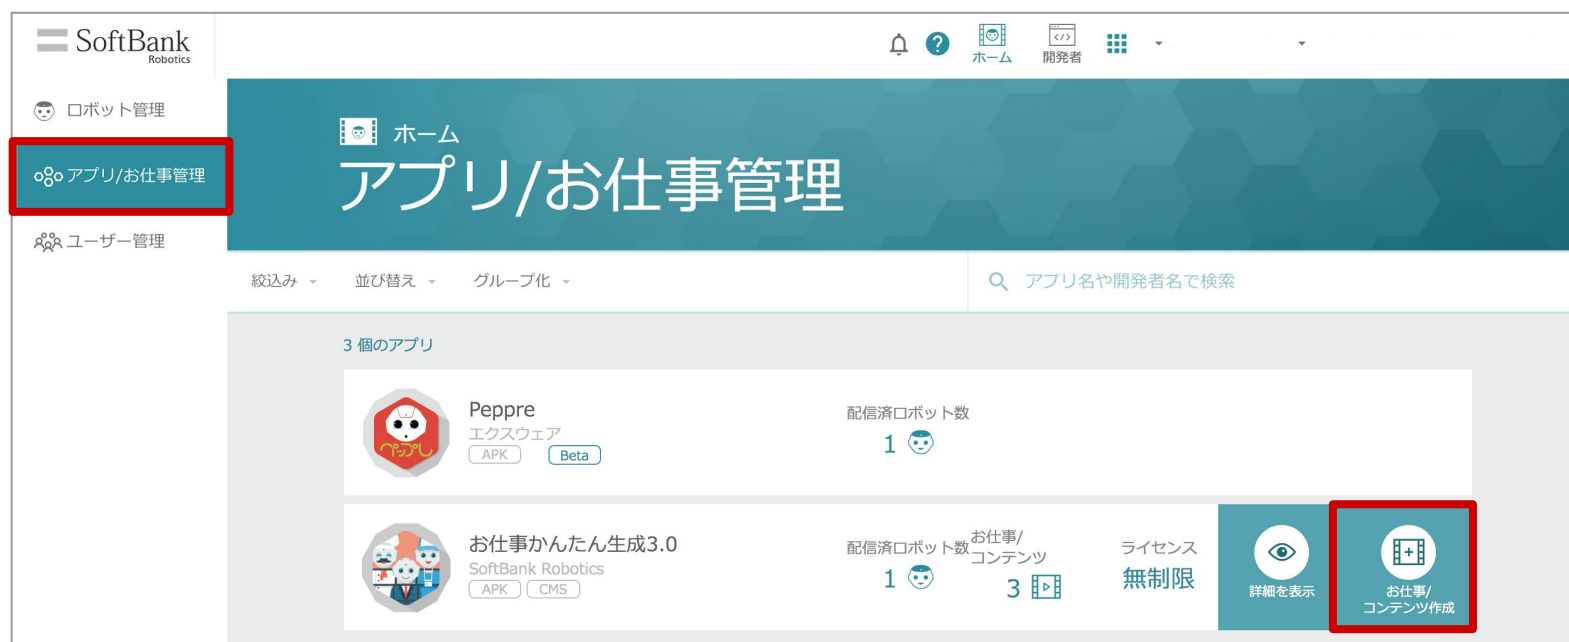 SoftBank
Robotics
ホーム
開発者
ロボット管理
アプリ/お仕事管理
ユーザー管理
ホーム
アプリ/お仕事管理
絞込み
並び替え
グループ化
アプリ名や開発者名で検索
3 個のアプリ
ペップレ
Peppre
エクスウェア
APK
Beta
配信済ロボット数
1
お仕事かんたん生成3.0
SoftBank Robotics
APK
CMS
配信済ロボット数
1
お仕事/
コンテンツ
3
ライセンス
無制限
詳細を表示
お仕事/
コンテンツ作成